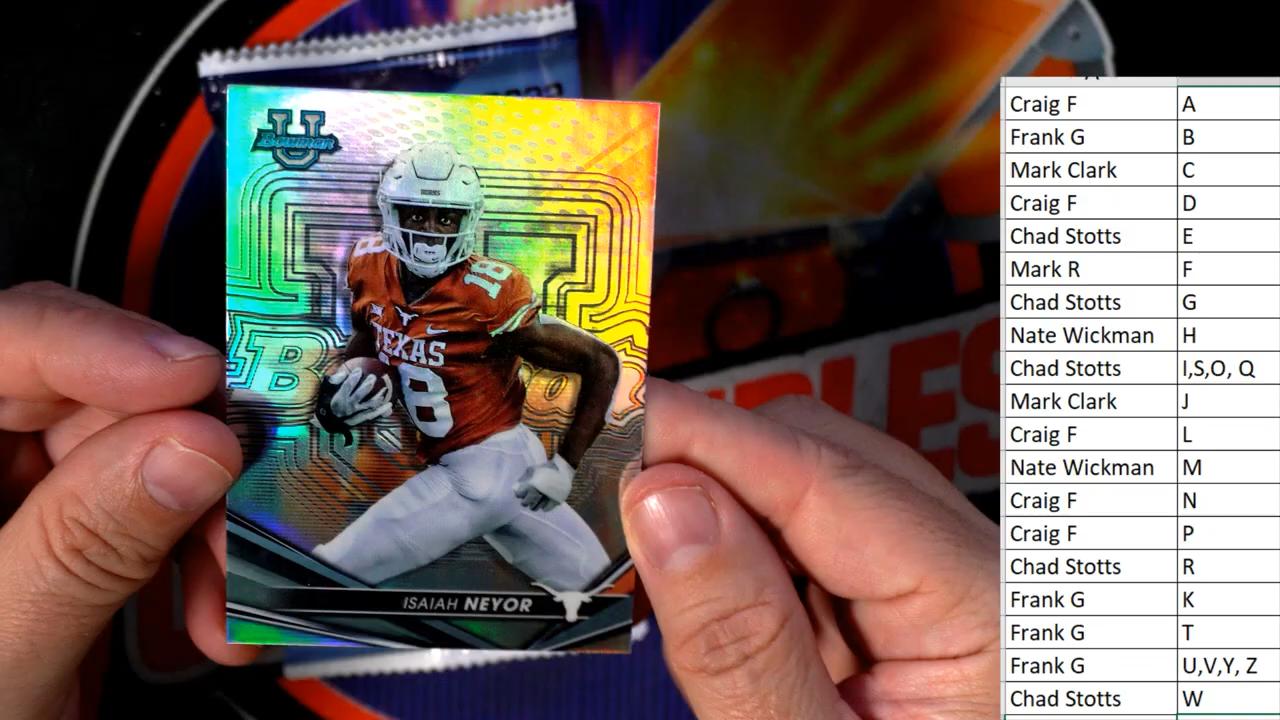 U
Bowman
18
8
TEXAS
18
ISAIAH NEYOR
Craig F A
Frank G B
Mark Clark C
Craig F D
Chad Stotts E
Mark R F
Chad Stotts G
Nate Wickman H
Chad Stotts I,S,O, Q
Mark Clark J
Craig F L
Nate Wickman M
Craig F N
Craig F P
Chad Stotts R
Frank G K
Frank G T
Frank G U,V,Y, Z
Chad Stotts W